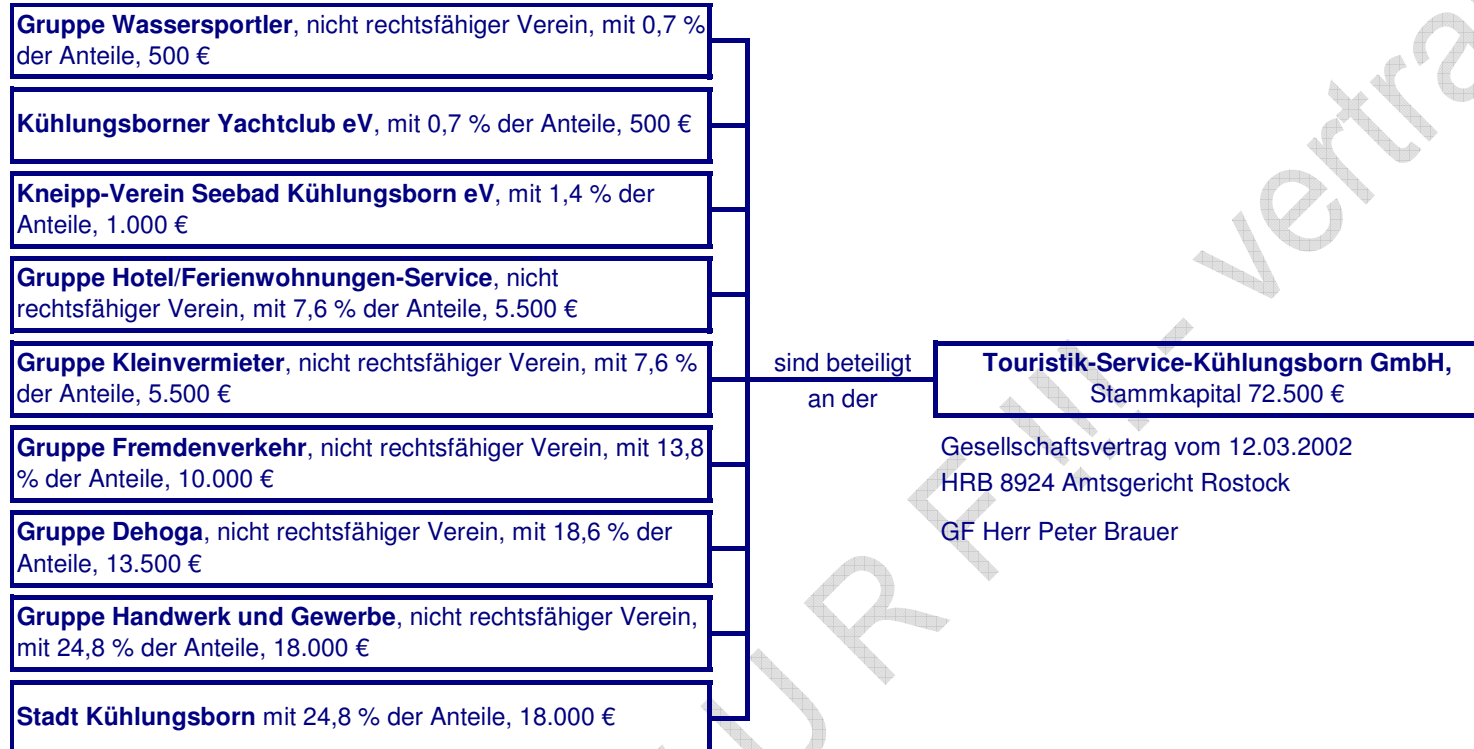 Gruppe Wassersportler, nicht rechtsfähiger Verein, mit 0,7 %
der Anteile, 500 €
Kühlungsborner Yachtclub eV, mit 0,7 % der Anteile, 500 €
Kneipp-Verein Seebad Kühlungsborn eV, mit 1,4 % der
Anteile, 1.000 €
Gruppe Hotel/Ferienwohnungen-Service, nicht
rechtsfähiger Verein, mit 7,6 % der Anteile, 5.500 €
Gruppe Kleinvermieter, nicht rechtsfähiger Verein, mit 7,6 %
der Anteile, 5.500 €
Gruppe Fremdenverkehr, nicht rechtsfähiger Verein, mit 13,8
% der Anteile, 10.000 €
Gruppe Dehoga, nicht rechtsfähiger Verein, mit 18,6 % der
Anteile, 13.500 €
Gruppe Handwerk und Gewerbe, nicht rechtsfähiger Verein,
mit 24,8 % der Anteile, 18.000 €
Stadt Kühlungsborn mit 24,8 % der Anteile, 18.000 €
sind beteiligt
an der
Touristik-Service-Kühlungsborn GmbH,
Stammkapital 72.500 €
Gesellschaftsvertrag vom 12.03.2002
HRB 8924 Amtsgericht Rostock
GF Herr Peter Brauer
U R F !!! - vertra